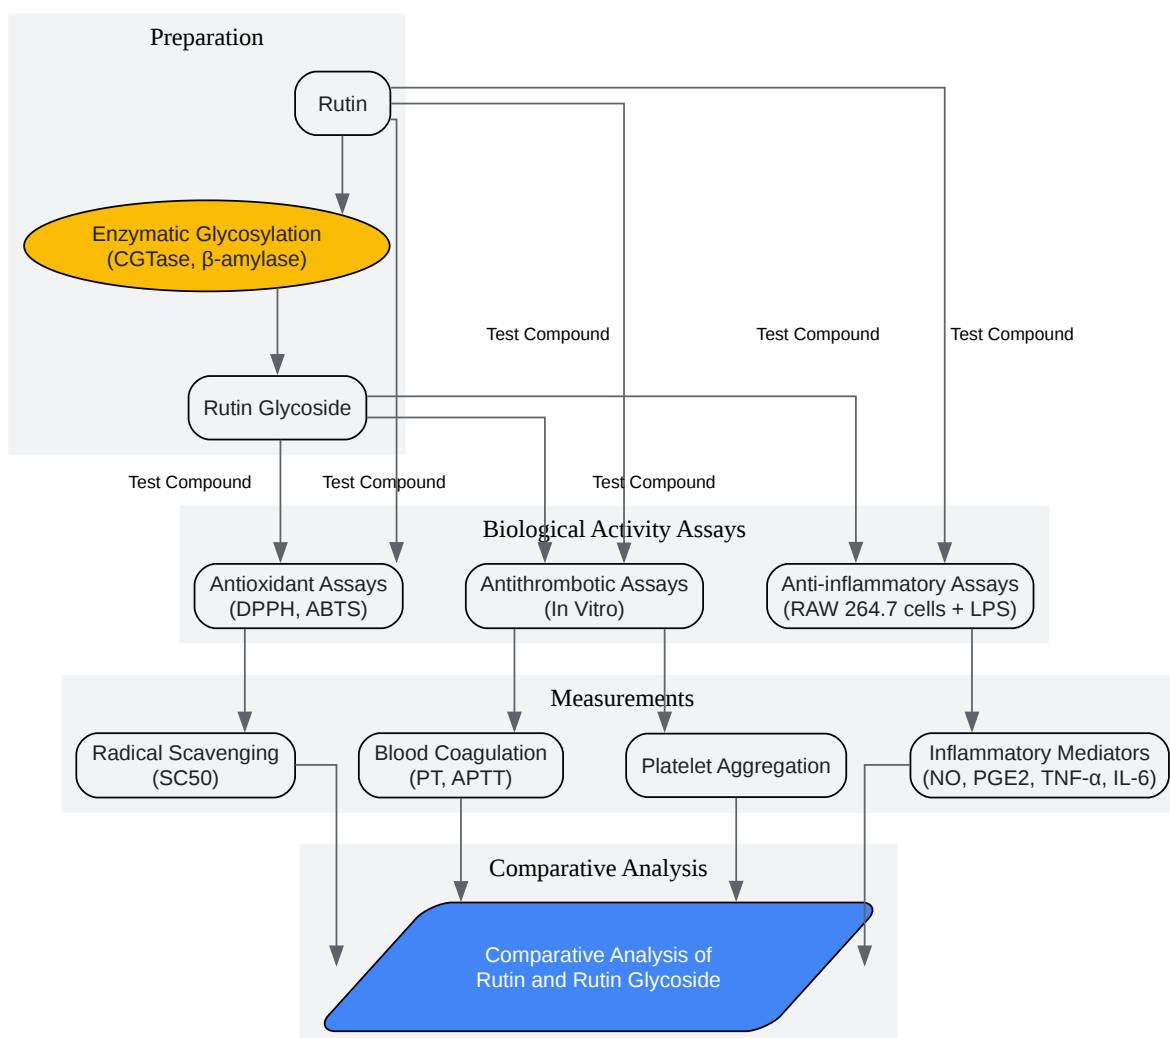 Preparation
Rutin
Enzymatic Glycosylation
(CGTase, β-amylase)
Test Compound
Test Compound
Test Compound
Rutin Glycoside
Test Compound
Test Compound
Test Compound
Biological Activity Assays
Antioxidant Assays
(DPPH, ABTS)
Antithrombotic Assays
(In Vitro)
Anti-inflammatory Assays
(RAW 264.7 cells + LPS)
Measurements
Radical Scavenging
(SC50)
Blood Coagulation
(PT, APTT)
Platelet Aggregation
Inflammatory Mediators
(NO, PGE2, TNF-α, IL-6)
Comparative Analysis
Comparative Analysis of
Rutin and Rutin Glycoside